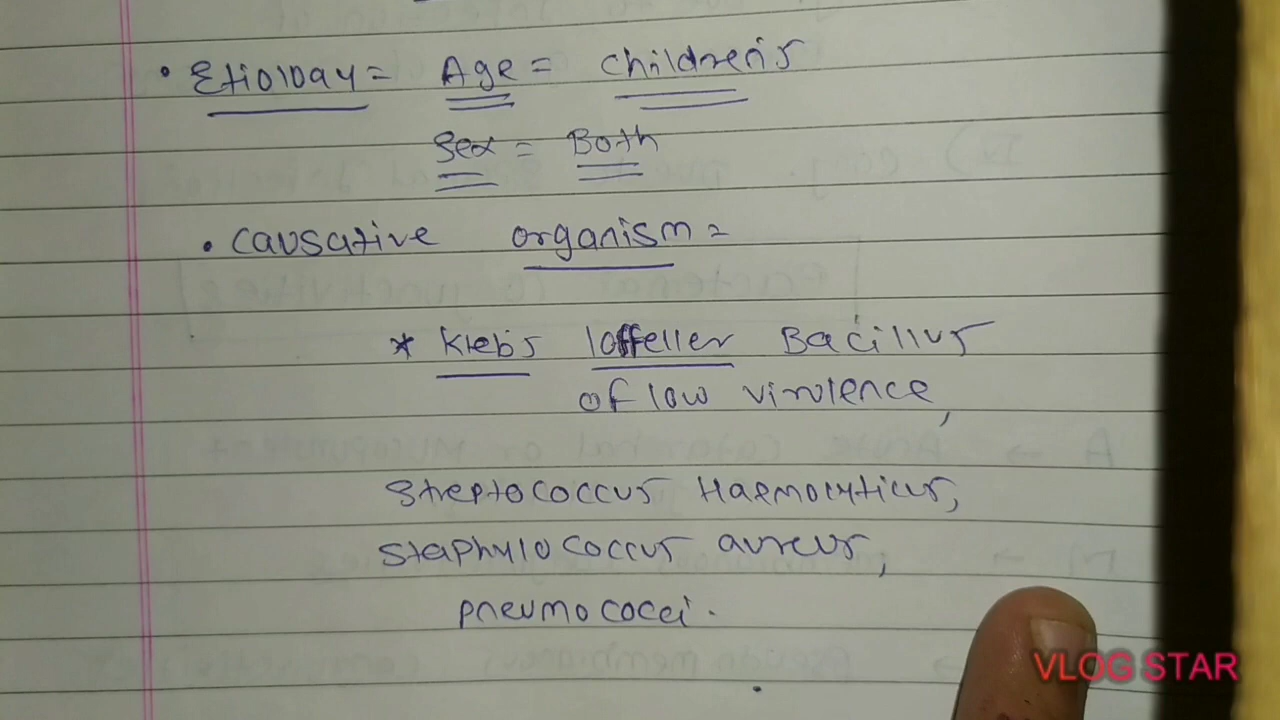 • Etiology = Age = Children's
Sex = Both
• Causative organism =
* Klebs loffeller Bacillus
of low virulence,
Streptococcus Haemolyticus,
Staphylococcus aureus,
pneumococci.
VLOG STAR